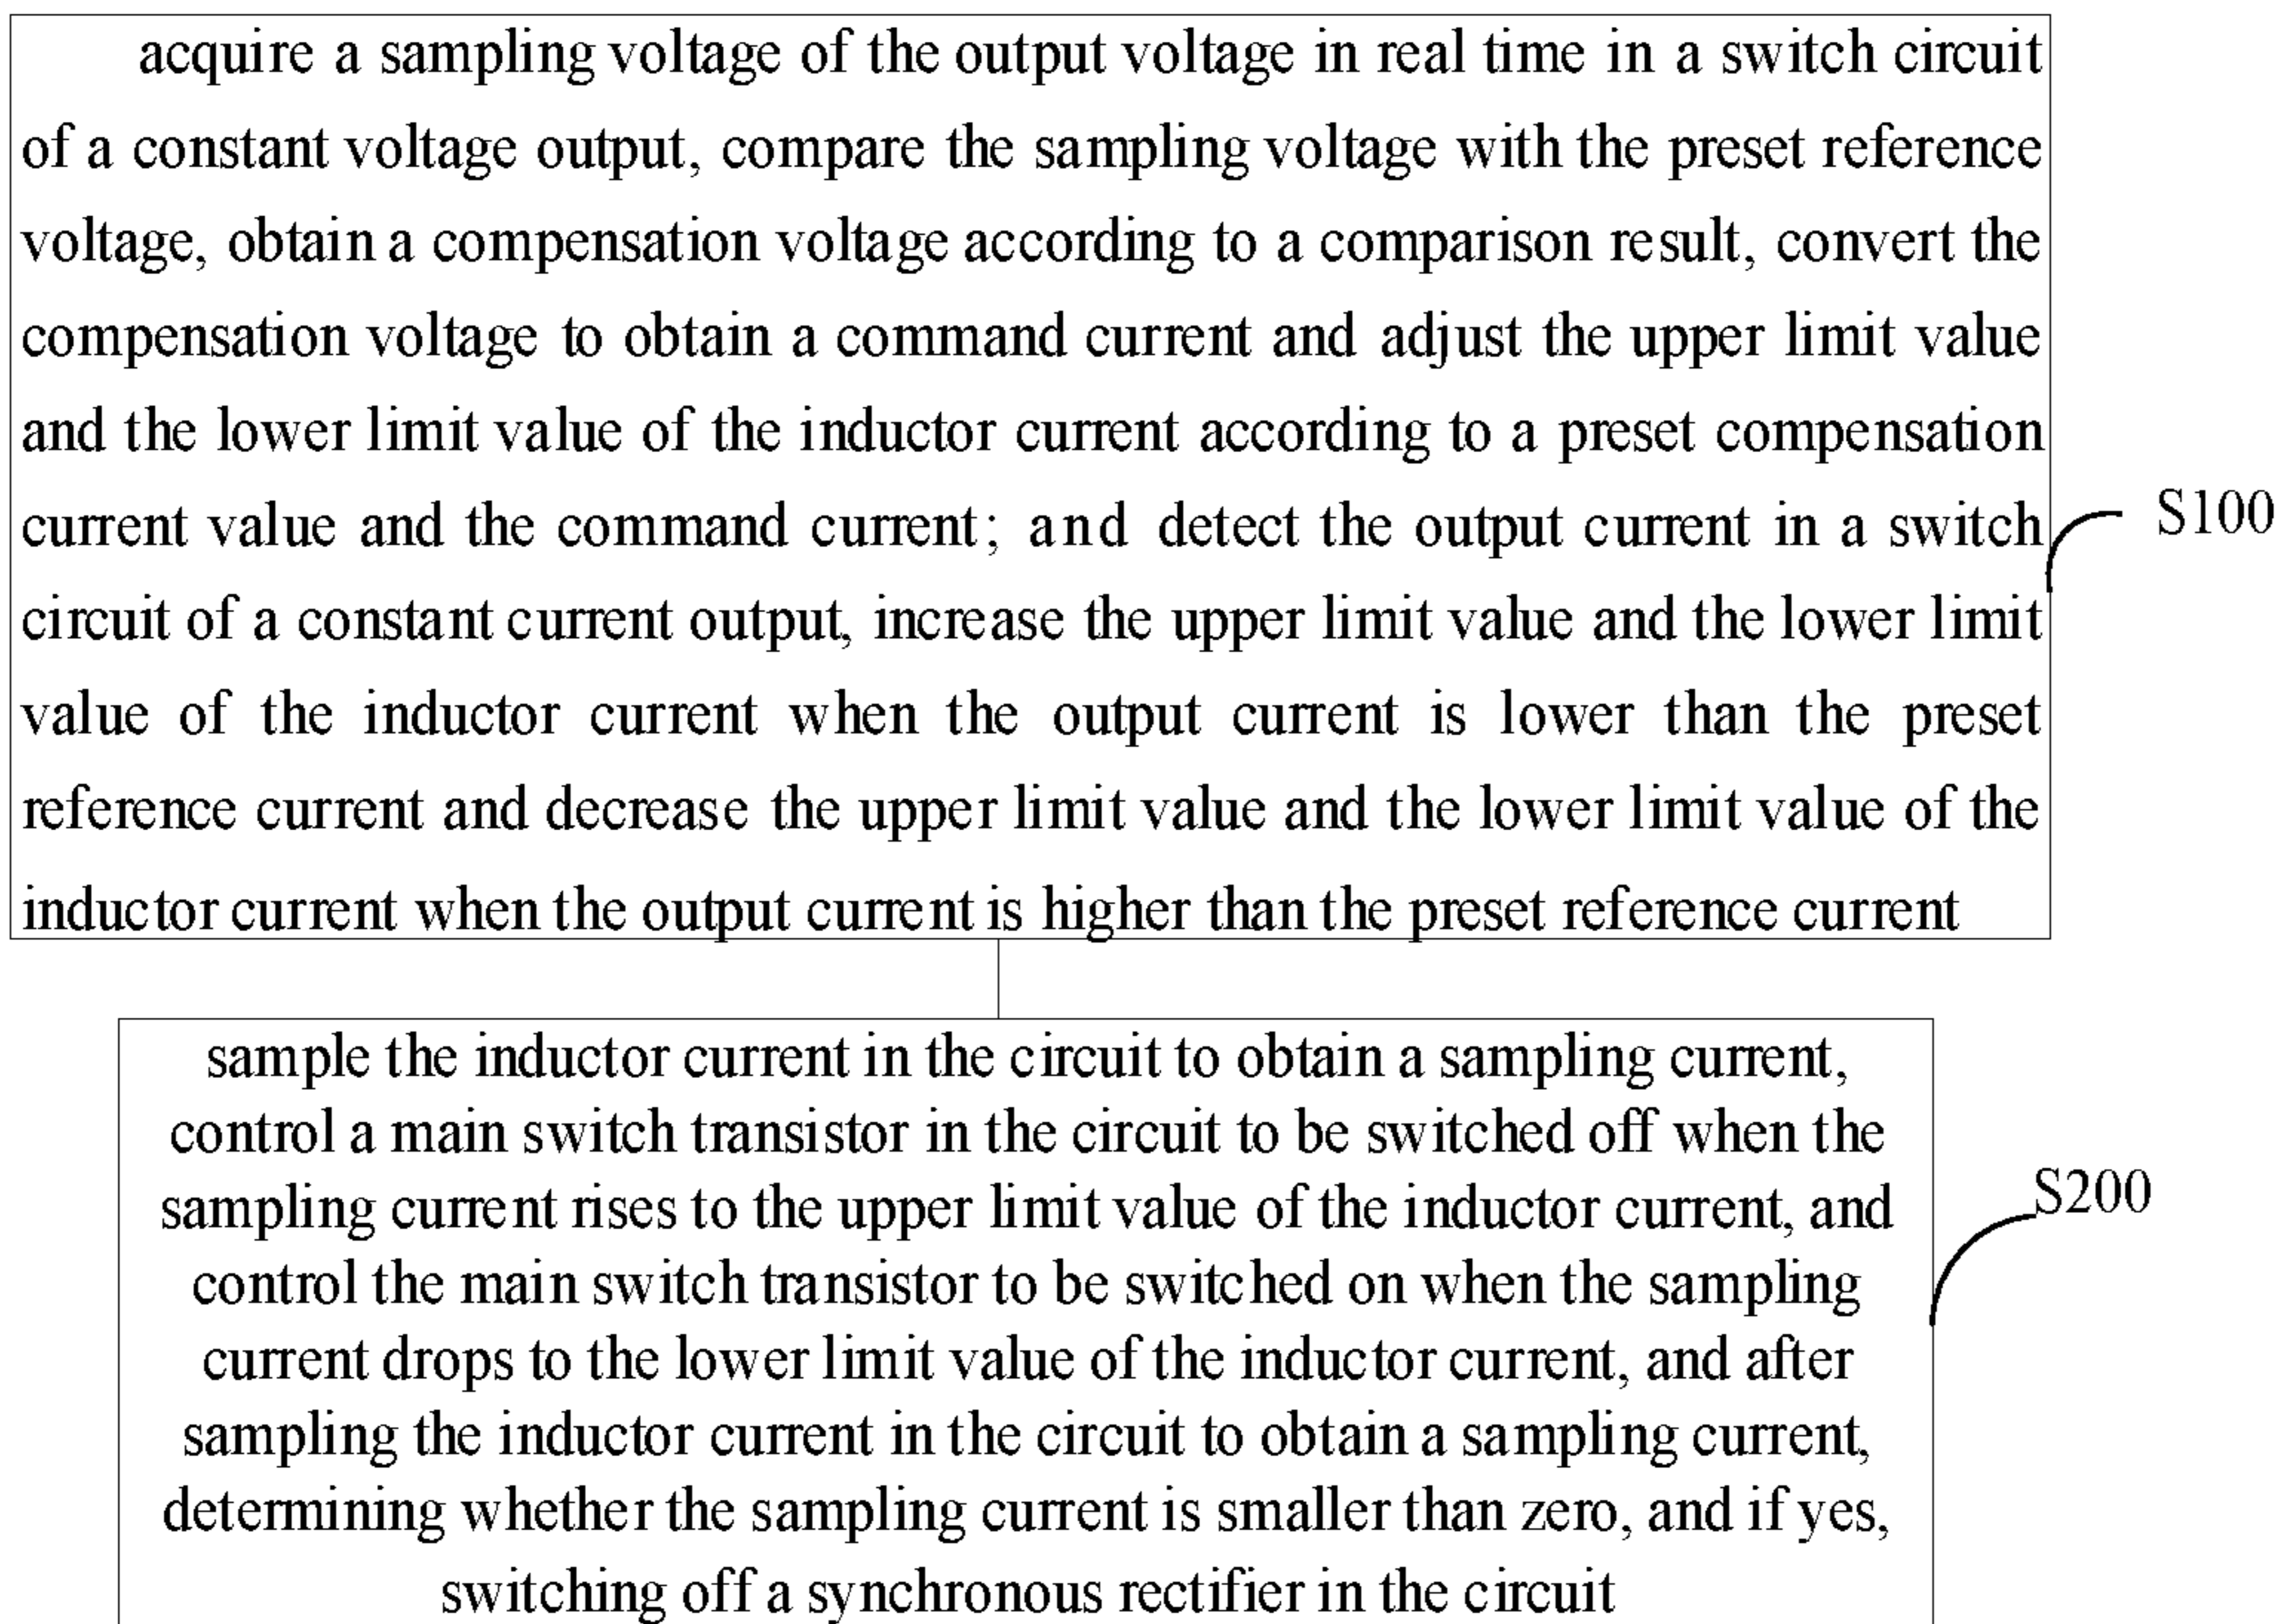 acquire a sampling voltage of the output voltage in real time in a switch circuit
of a constant voltage output, compare the sampling voltage with the preset reference
voltage, obtain a compensation voltage according to a comparison result, convert the
compensation voltage to obtain a command current and adjust the upper limit value
and the lower limit value of the inductor current according to a preset compensation
current value and the command current; and detect the output current in a switch
S100
circuit of a constant current output, increase the upper limit value and the lower limit
value of the inductor current when the output current is lower than the preset
reference current and decrease the upper limit value and the lower limit value of the
inductor current when the output current is higher than the preset reference current
sample the inductor current in the circuit to obtain a sampling current,
control a main switch transistor in the circuit to be switched off when the
sampling current rises to the upper limit value of the inductor current, and
S200
control the main switch transistor to be switched on when the sampling
current drops to the lower limit value of the inductor current, and after
sampling the inductor current in the circuit to obtain a sampling current,
determining whether the sampling current is smaller than zero, and if yes,
switching off a synchronous rectifier in the circuit